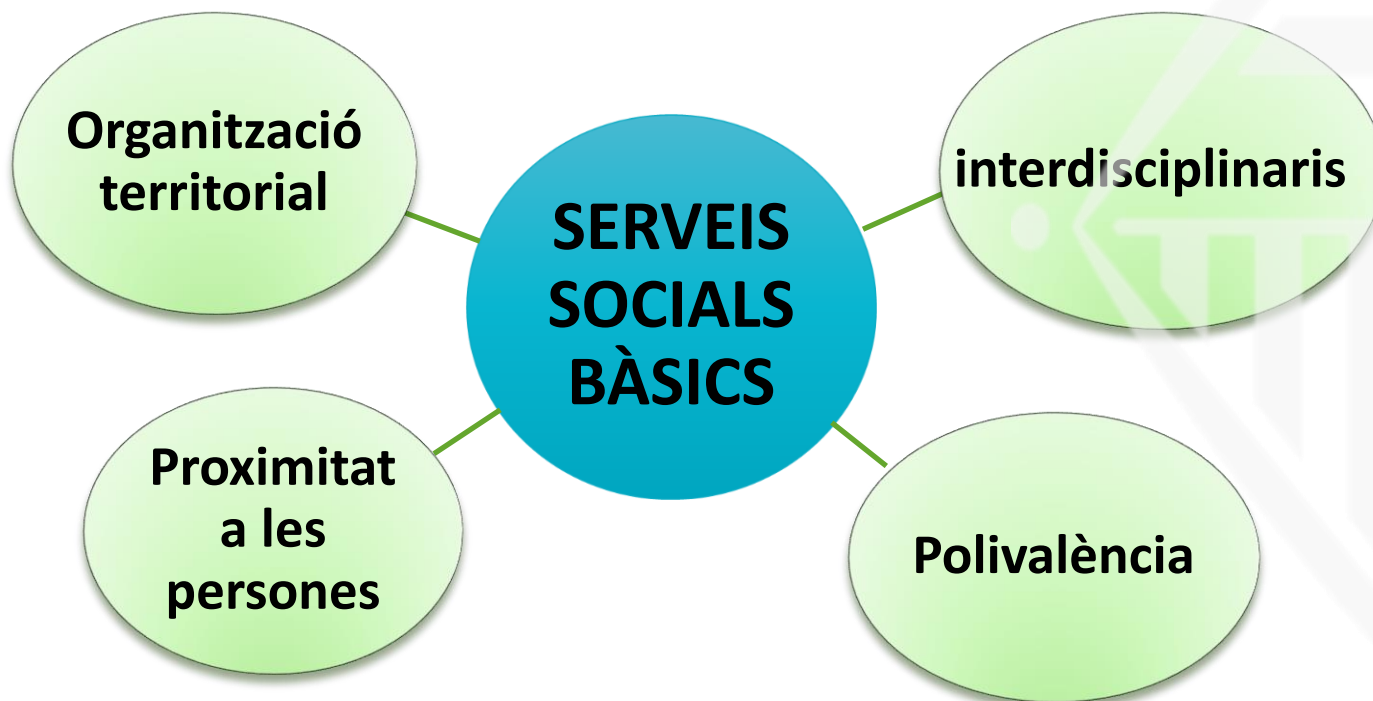 Organització
territorial
interdisciplinaris
SERVEIS
SOCIALS
BÀSICS
Proximitat
a les
persones
Polivalència